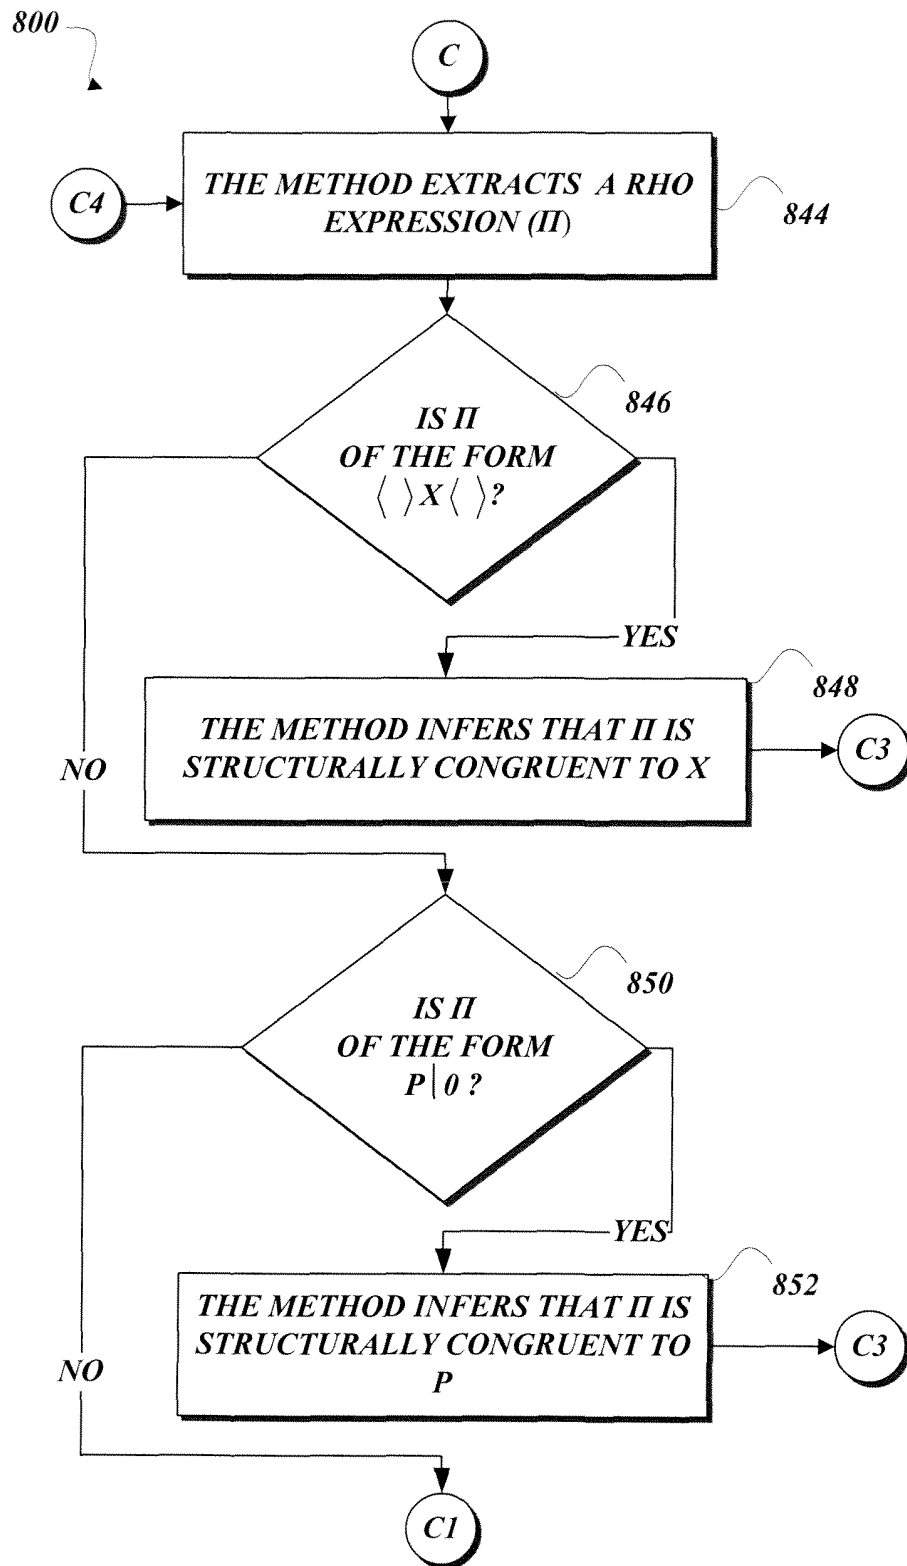 800
C
THE METHOD EXTRACTS A RHO
EXPRESSION (Π)
C4
844
846
IS Π
OF THE FORM
⟨ ⟩ X ⟨ ⟩ ?
YES
848
THE METHOD INFERS THAT Π IS
STRUCTURALLY CONGRUENT TO X
C3
NO
850
IS Π
OF THE FORM
P | 0 ?
YES
852
THE METHOD INFERS THAT Π IS
STRUCTURALLY CONGRUENT TO
P
C3
NO
C1